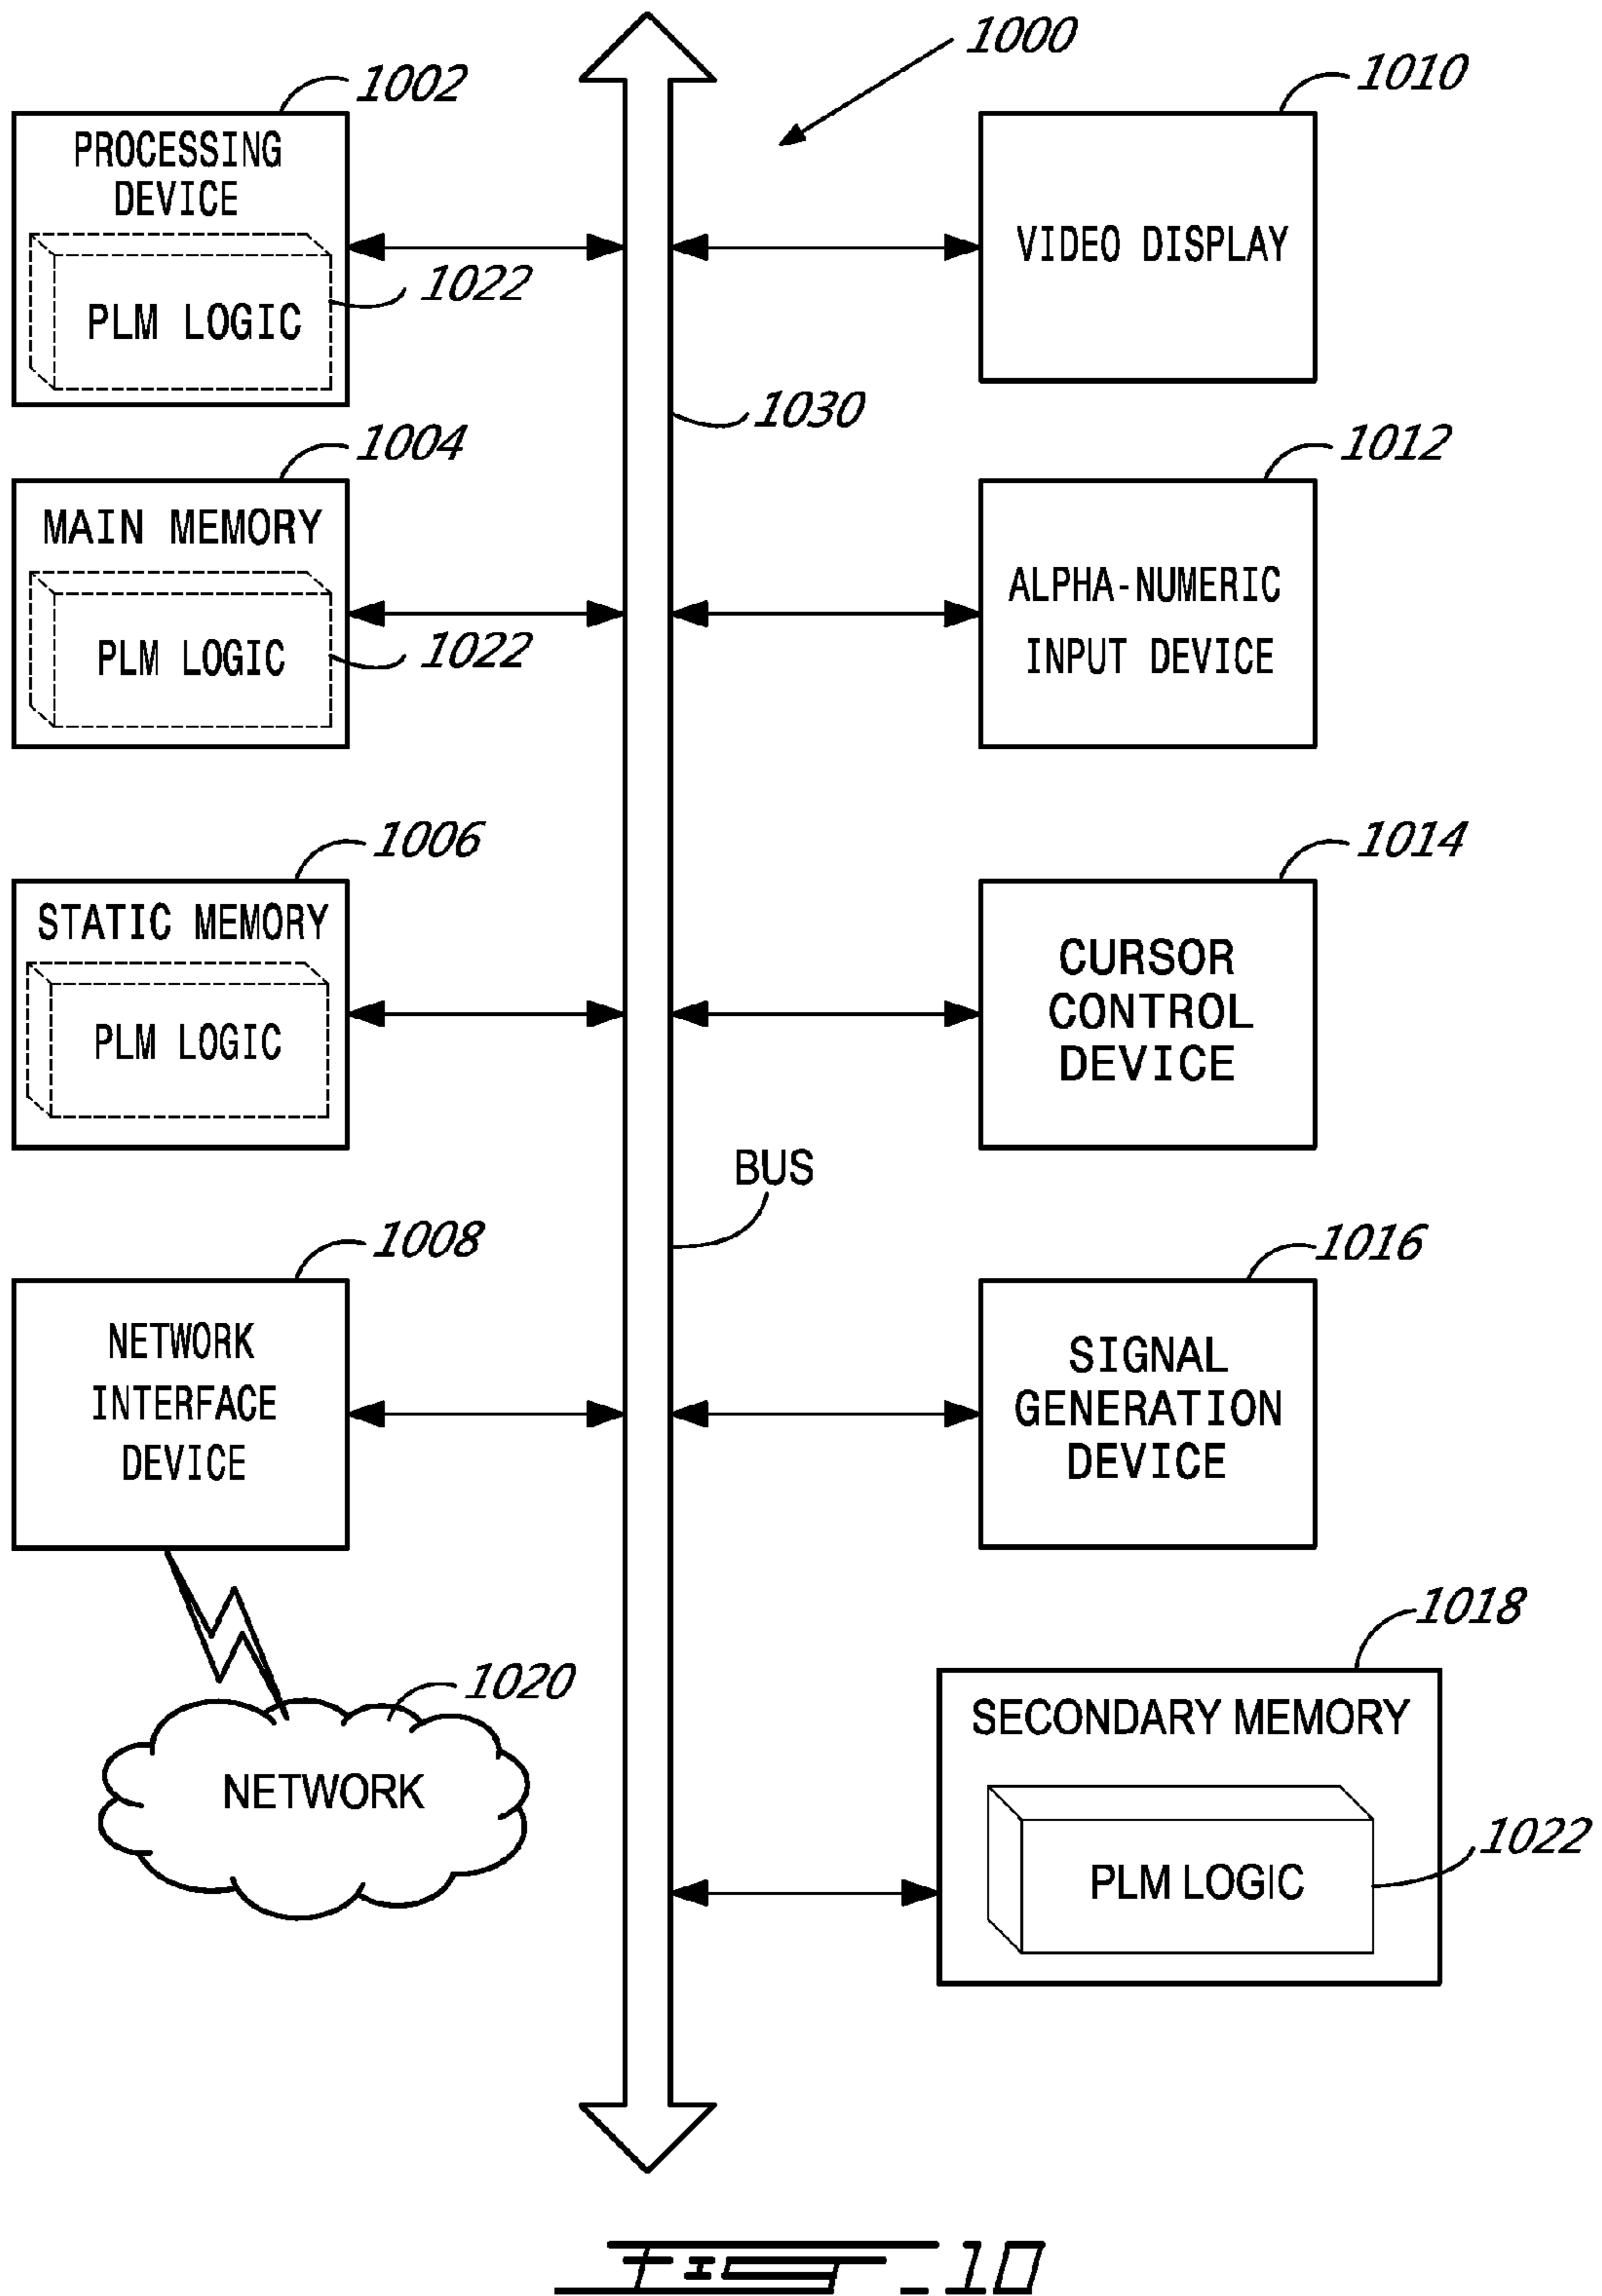 1000
1002
PROCESSING
DEVICE
PLM LOGIC
1022
1010
VIDEO DISPLAY
1030
1004
MAIN MEMORY
PLM LOGIC
1022
1012
ALPHA-NUMERIC
INPUT DEVICE
1006
STATIC MEMORY
PLM LOGIC
1014
CURSOR
CONTROL
DEVICE
BUS
1008
NETWORK
INTERFACE
DEVICE
1016
SIGNAL
GENERATION
DEVICE
1020
NETWORK
1018
SECONDARY MEMORY
PLM LOGIC
1022
Fig. 10